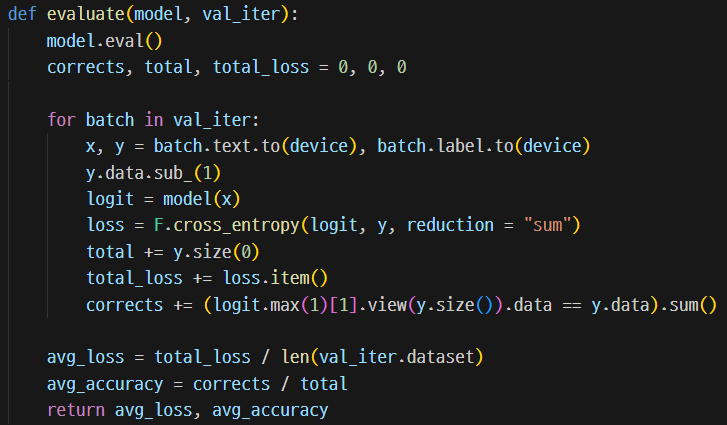 def evaluate(model, val_iter):
    model.eval()
    corrects, total, total_loss = 0, 0, 0

    for batch in val_iter:
        x, y = batch.text.to(device), batch.label.to(device)
        y.data.sub_(1)
        logit = model(x)
        loss = F.cross_entropy(logit, y, reduction = "sum")
        total += y.size(0)
        total_loss += loss.item()
        corrects += (logit.max(1)[1].view(y.size()).data == y.data).sum()

    avg_loss = total_loss / len(val_iter.dataset)
    avg_accuracy = corrects / total
    return avg_loss, avg_accuracy